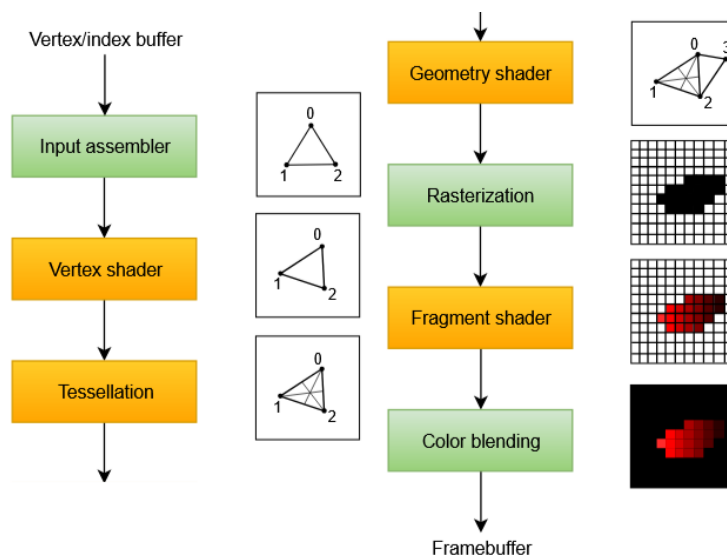 Vertex/index buffer
Input assembler
0
1 2
Vertex shader
0
1
2
Tessellation
0
1
2
Geometry shader
0 3
1
2
Rasterization
Fragment shader
Color blending
Framebuffer